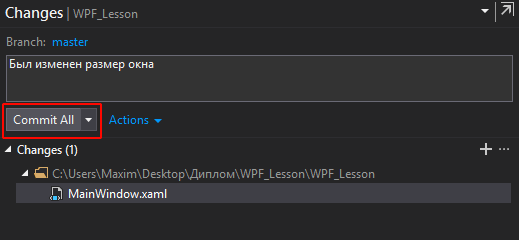 Changes | WPF_Lesson
Branch: master
Был изменен размер окна
Commit All Actions
Changes (1)
C:\Users\Maxim\Desktop\Диплом\WPF_Lesson\WPF_Lesson
MainWindow.xaml